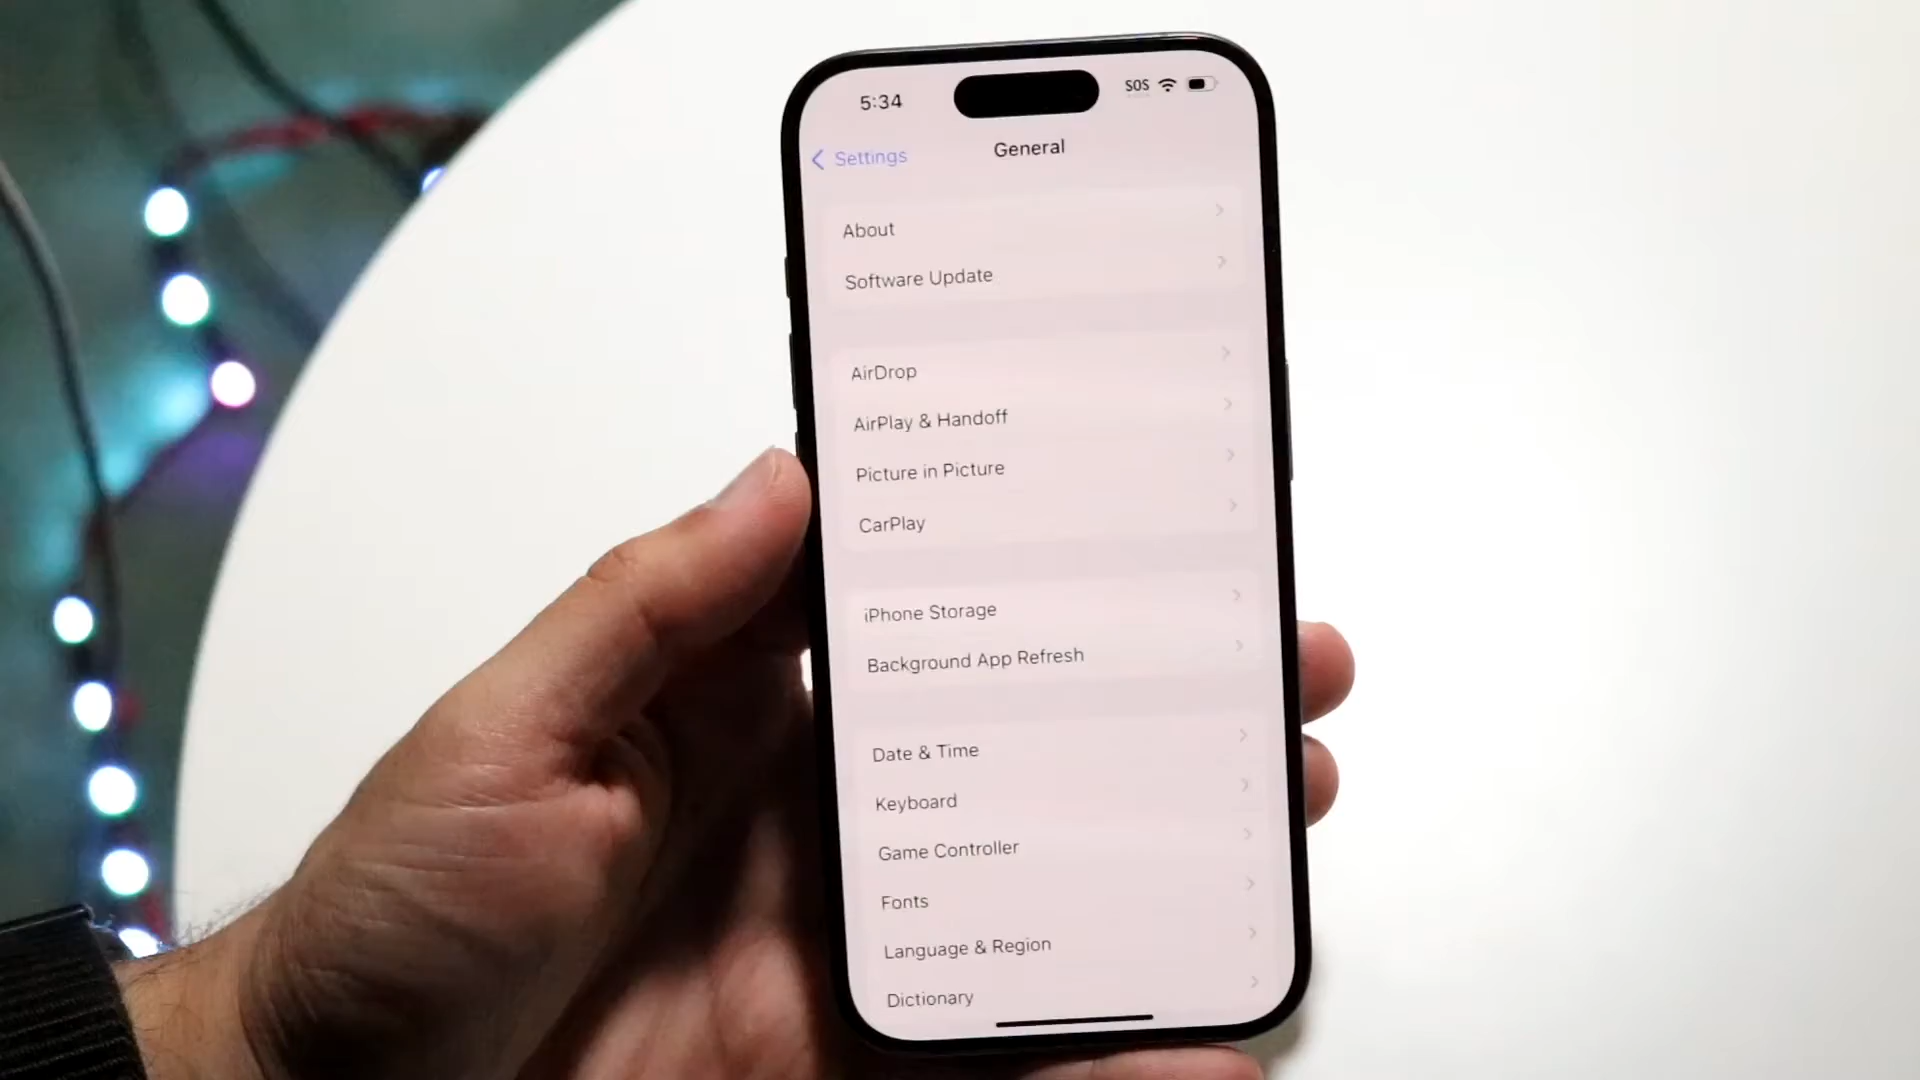 5:34
SOS
Settings
General
About
Software Update
AirDrop
AirPlay & Handoff
Picture in Picture
CarPlay
iPhone Storage
Background App Refresh
Date & Time
Keyboard
Game Controller
Fonts
Language & Region
Dictionary